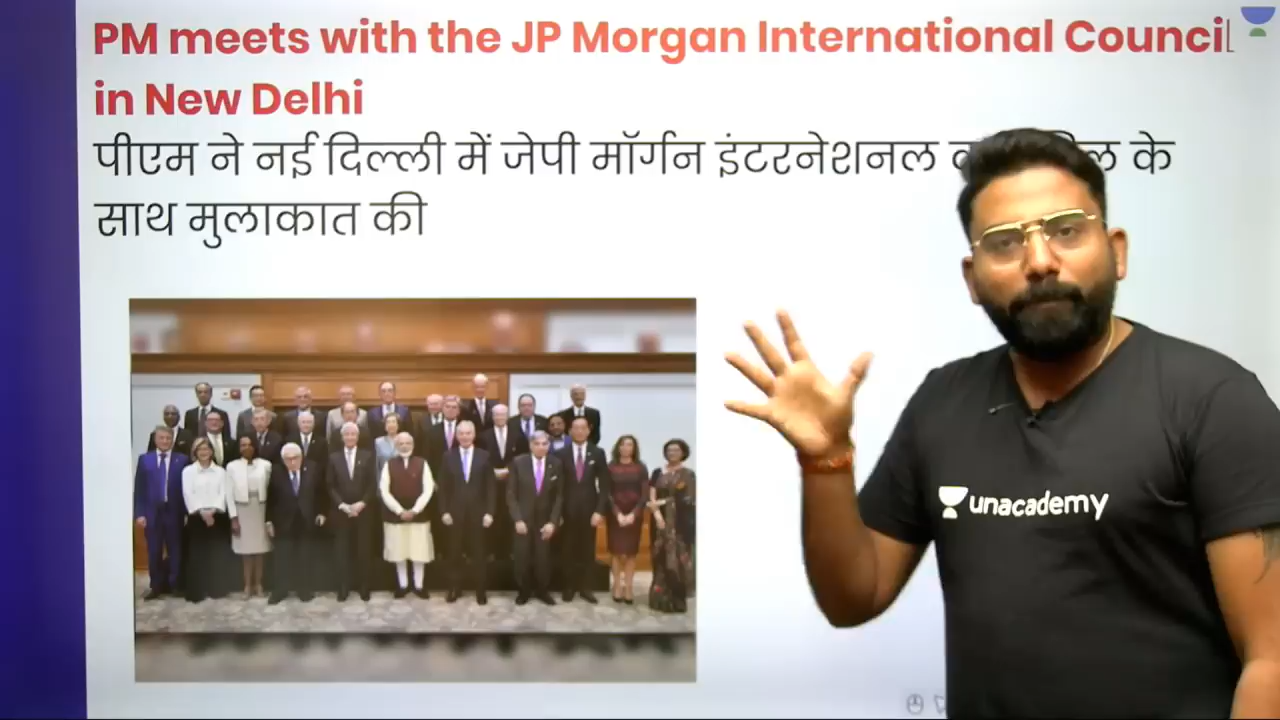 PM meets with the JP Morgan International Council
in New Delhi
पीएम ने नई दिल्ली में जेपी मॉर्गन इंटरनेशनल के
साथ मुलाकात की
unacademy